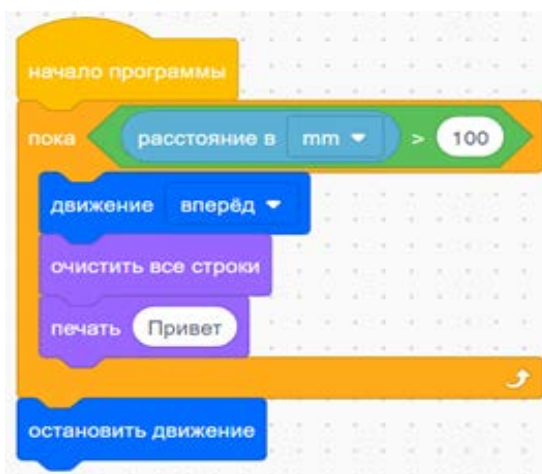 начало программы
пока расстояние в mm > 100
движение вперёд
очистить все строки
печать Привет
остановить движение